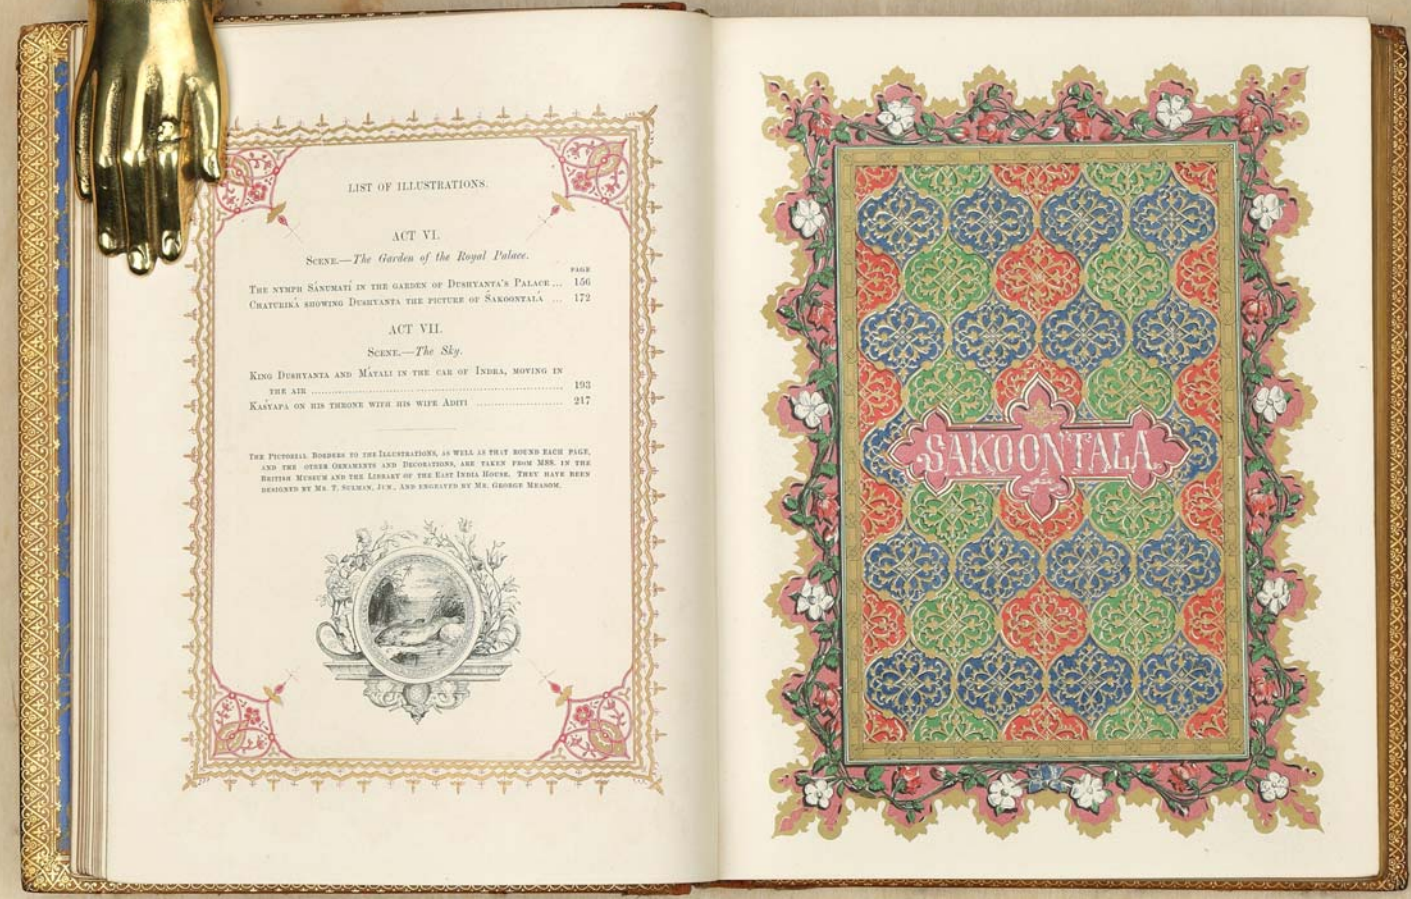 LIST OF ILLUSTRATIONS.
ACT VI.
SCENE.—The Garden of the Royal Palace.
PAGE
THE NYMPH SÁNUMATÍ IN THE GARDEN OF DUSHYANTA'S PALACE ... 156
CHATURIKÁ SHOWING DUSHYANTA THE PICTURE OF ŚAKOONTALÁ ... 172
ACT VII.
SCENE.—The Sky.
KING DUSHYANTA AND MÁTALI IN THE CAR OF INDRA, MOVING IN
THE AIR ........................................ 193
KAŚYAPA ON HIS THRONE WITH HIS WIFE ADITI ........................ 217
THE PICTORIAL BORDERS TO THE ILLUSTRATIONS, AS WELL AS THAT ROUND EACH PAGE,
AND THE OTHER ORNAMENTS AND DECORATIONS, ARE TAKEN FROM MSS. IN THE
BRITISH MUSEUM AND THE LIBRARY OF THE EAST INDIA HOUSE. THEY HAVE BEEN
DESIGNED BY MR. T. SULMAN, JUN., AND ENGRAVED BY MR. GEORGE MEASOM.
SAKOONTALA